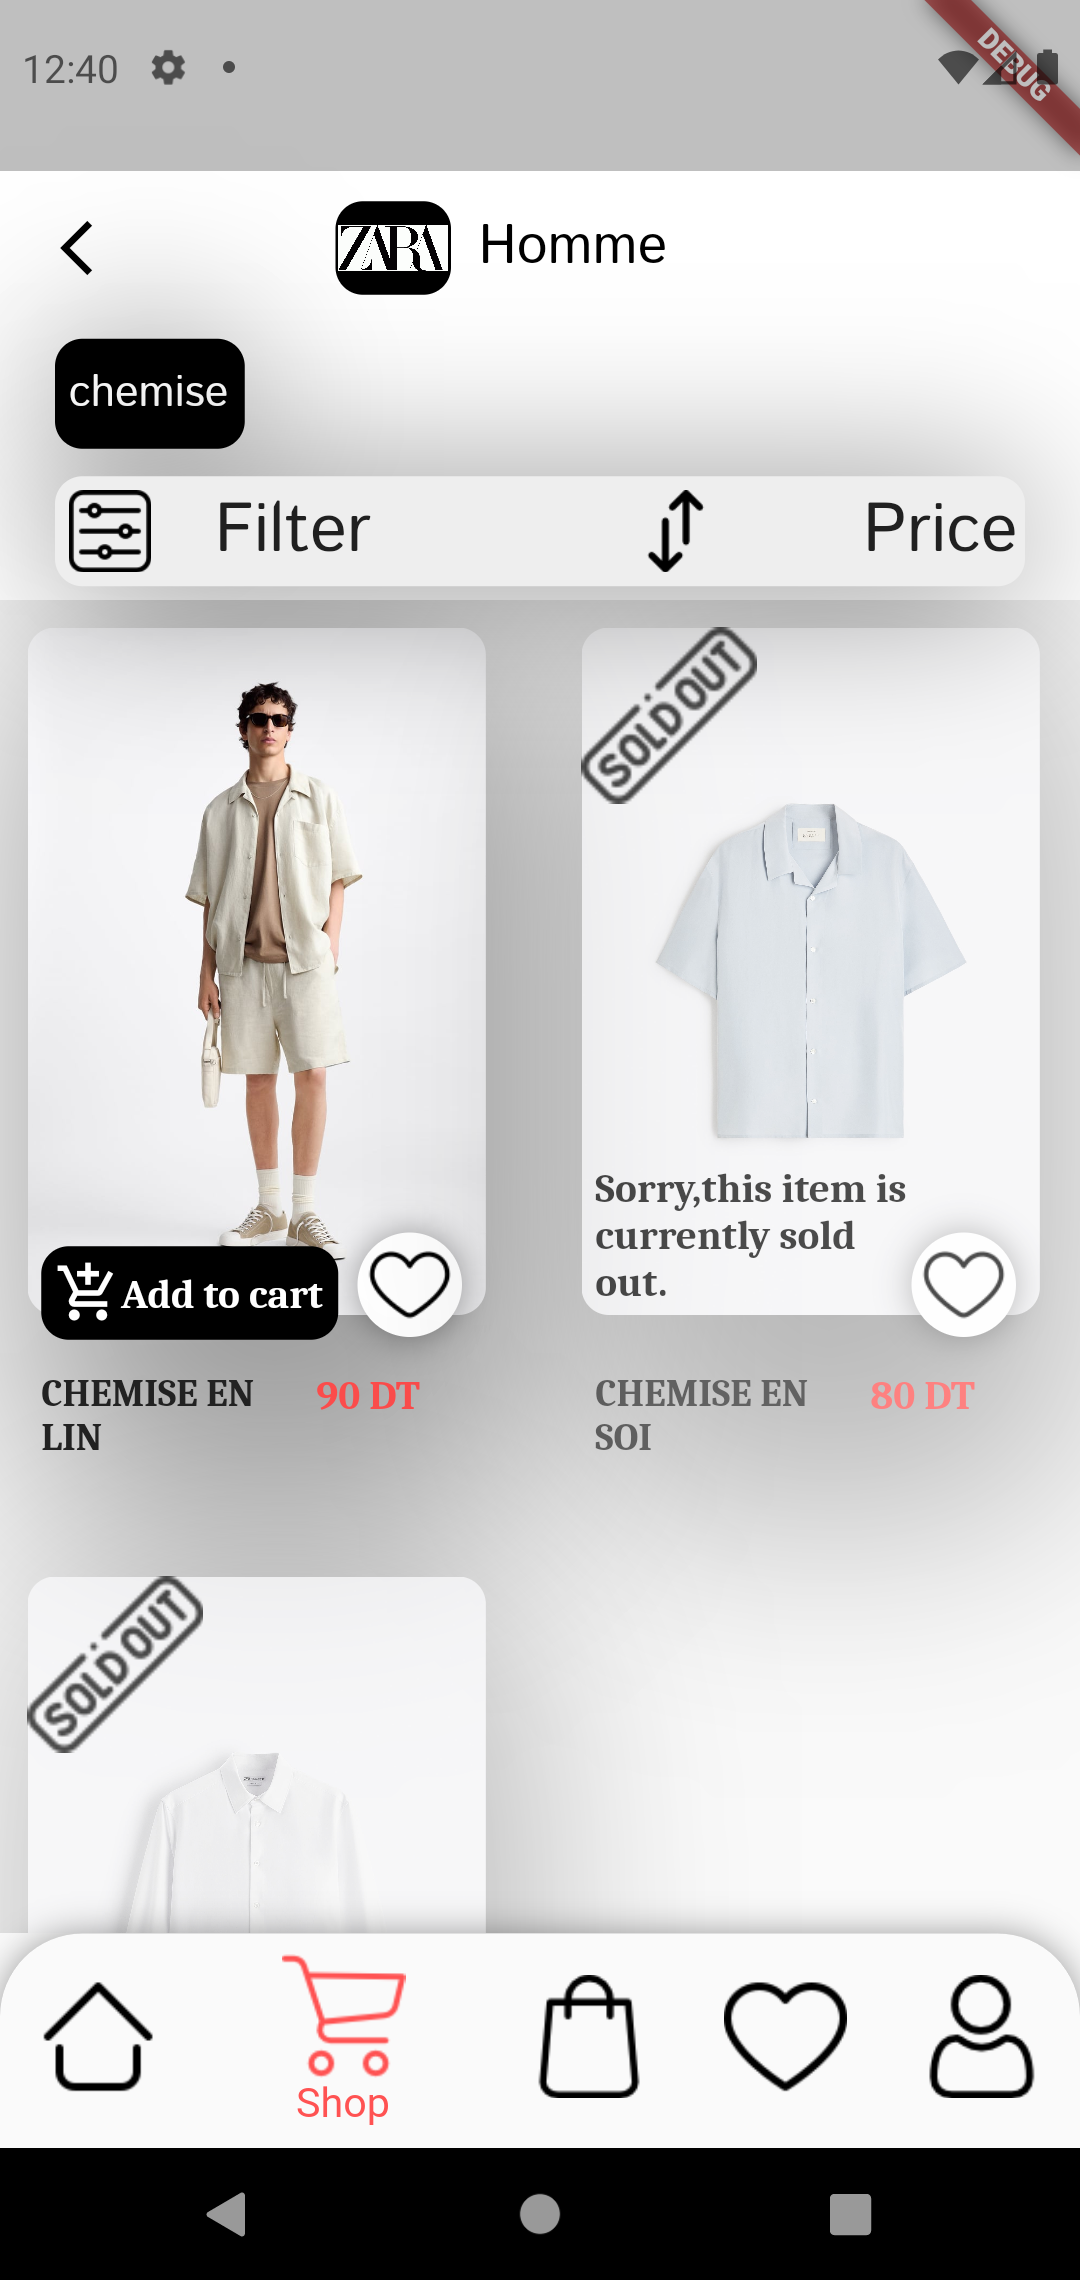 12:40
DEBUG
ZARA Homme
chemise
Filter Price
SOLD OUT
Sorry,this item is
currently sold
out.
Add to cart
CHEMISE EN
LIN
90 DT
CHEMISE EN
SOI
80 DT
SOLD OUT
Shop